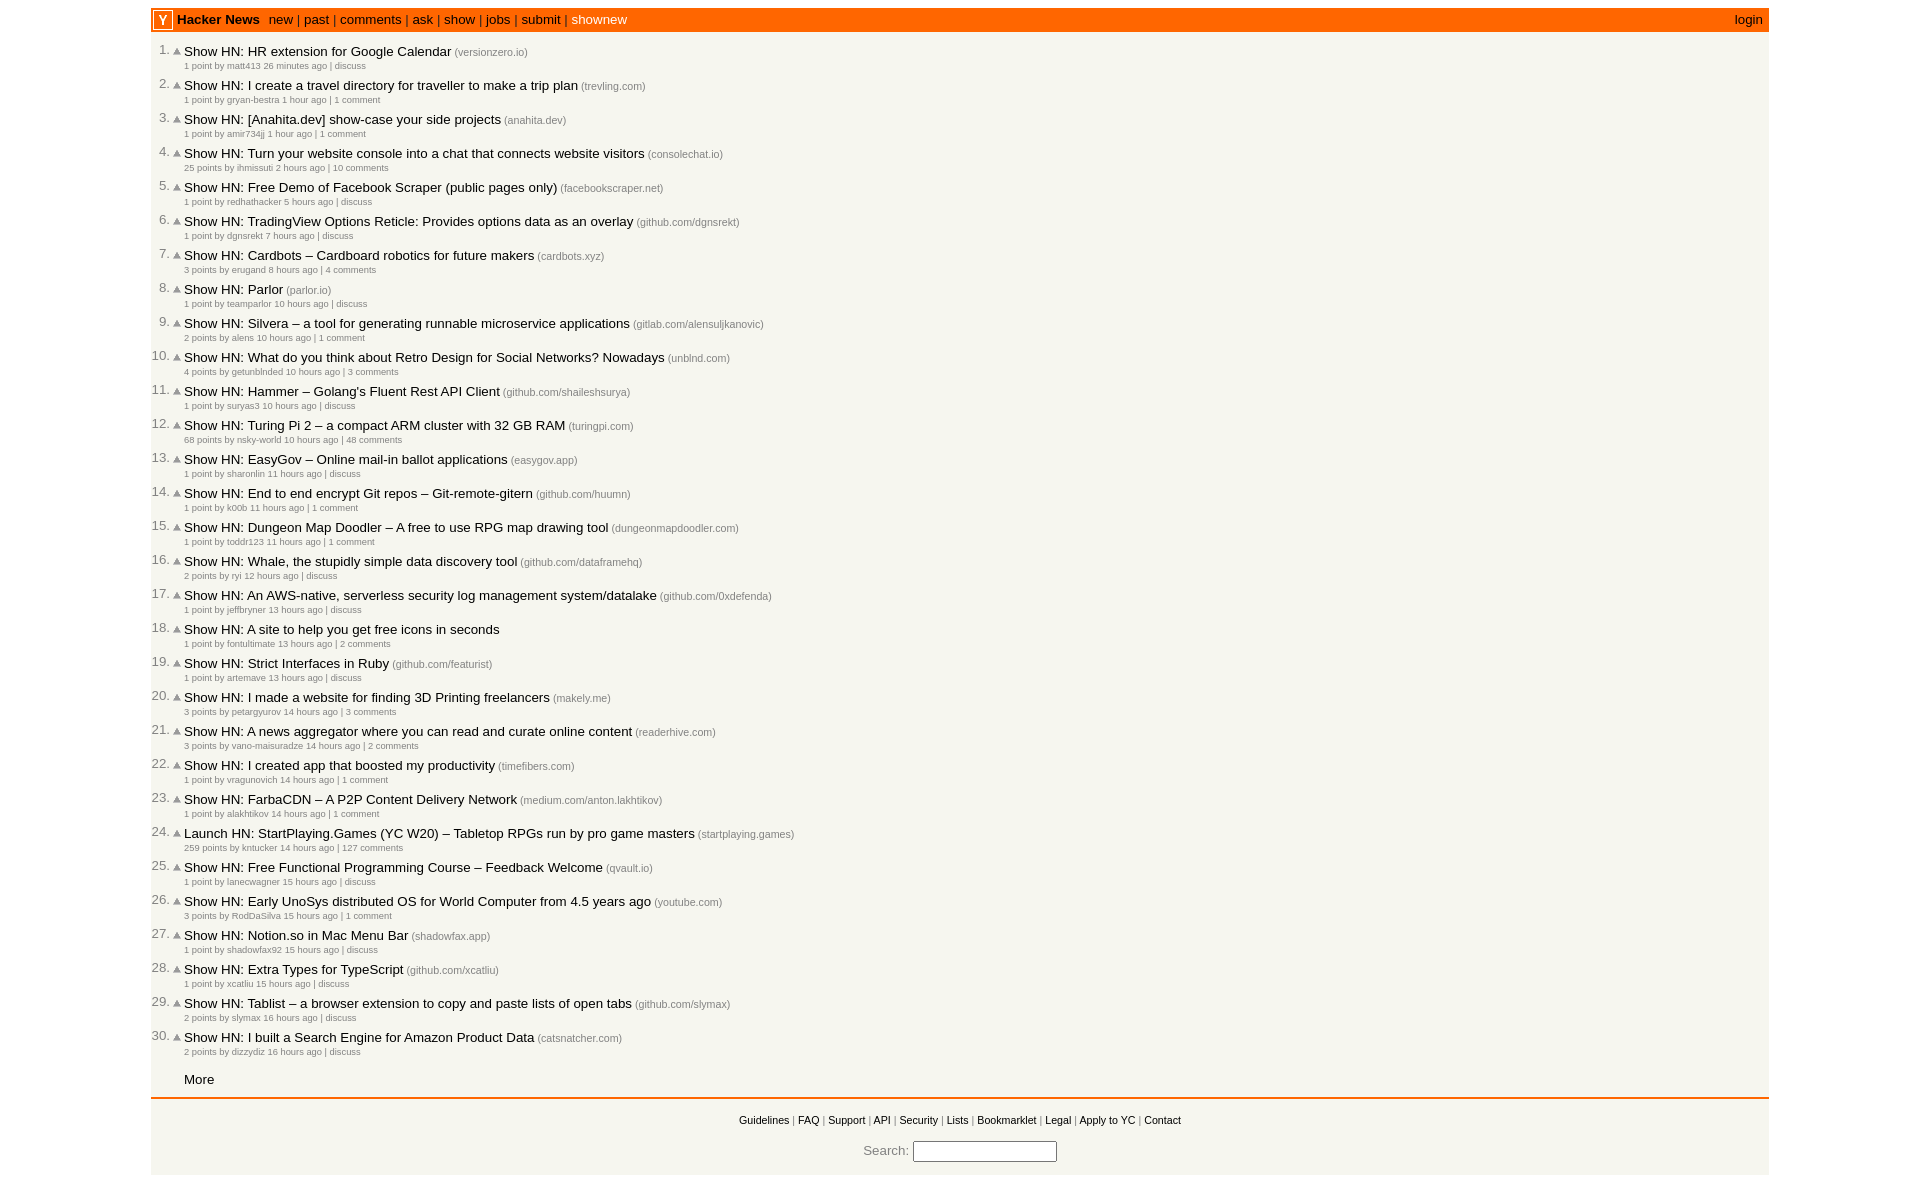 Y Hacker News new | past | comments | ask | show | jobs | submit | shownew login
1. Show HN: HR extension for Google Calendar (versionzero.io)
1 point by matt413 26 minutes ago | discuss
2. Show HN: I create a travel directory for traveller to make a trip plan (trevling.com)
1 point by gryan-bestra 1 hour ago | 1 comment
3. Show HN: [Anahita.dev] show-case your side projects (anahita.dev)
1 point by amir734jj 1 hour ago | 1 comment
4. Show HN: Turn your website console into a chat that connects website visitors (consolechat.io)
25 points by ihmissuti 2 hours ago | 10 comments
5. Show HN: Free Demo of Facebook Scraper (public pages only) (facebookscraper.net)
1 point by redhathacker 5 hours ago | discuss
6. Show HN: TradingView Options Reticle: Provides options data as an overlay (github.com/dgnsrekt)
1 point by dgnsrekt 7 hours ago | discuss
7. Show HN: Cardbots – Cardboard robotics for future makers (cardbots.xyz)
3 points by erugand 8 hours ago | 4 comments
8. Show HN: Parlor (parlor.io)
1 point by teamparlor 10 hours ago | discuss
9. Show HN: Silvera – a tool for generating runnable microservice applications (gitlab.com/alensuljkanovic)
2 points by alens 10 hours ago | 1 comment
10. Show HN: What do you think about Retro Design for Social Networks? Nowadays (unblnd.com)
4 points by getunblnded 10 hours ago | 3 comments
11. Show HN: Hammer – Golang's Fluent Rest API Client (github.com/shaileshsurya)
1 point by suryas3 10 hours ago | discuss
12. Show HN: Turing Pi 2 – a compact ARM cluster with 32 GB RAM (turingpi.com)
68 points by nsky-world 10 hours ago | 48 comments
13. Show HN: EasyGov – Online mail-in ballot applications (easygov.app)
1 point by sharonlin 11 hours ago | discuss
14. Show HN: End to end encrypt Git repos – Git-remote-gitern (github.com/huumn)
1 point by k00b 11 hours ago | 1 comment
15. Show HN: Dungeon Map Doodler – A free to use RPG map drawing tool (dungeonmapdoodler.com)
1 point by toddr123 11 hours ago | 1 comment
16. Show HN: Whale, the stupidly simple data discovery tool (github.com/dataframehq)
2 points by ryi 12 hours ago | discuss
17. Show HN: An AWS-native, serverless security log management system/datalake (github.com/0xdefenda)
1 point by jeffbryner 13 hours ago | discuss
18. Show HN: A site to help you get free icons in seconds
1 point by fontultimate 13 hours ago | 2 comments
19. Show HN: Strict Interfaces in Ruby (github.com/featurist)
1 point by artemave 13 hours ago | discuss
20. Show HN: I made a website for finding 3D Printing freelancers (makely.me)
3 points by petargyurov 14 hours ago | 3 comments
21. Show HN: A news aggregator where you can read and curate online content (readerhive.com)
3 points by vano-maisuradze 14 hours ago | 2 comments
22. Show HN: I created app that boosted my productivity (timefibers.com)
1 point by vragunovich 14 hours ago | 1 comment
23. Show HN: FarbaCDN – A P2P Content Delivery Network (medium.com/anton.lakhtikov)
1 point by alakhtikov 14 hours ago | 1 comment
24. Launch HN: StartPlaying.Games (YC W20) – Tabletop RPGs run by pro game masters (startplaying.games)
259 points by kntucker 14 hours ago | 127 comments
25. Show HN: Free Functional Programming Course – Feedback Welcome (qvault.io)
1 point by lanecwagner 15 hours ago | discuss
26. Show HN: Early UnoSys distributed OS for World Computer from 4.5 years ago (youtube.com)
3 points by RodDaSilva 15 hours ago | 1 comment
27. Show HN: Notion.so in Mac Menu Bar (shadowfax.app)
1 point by shadowfax92 15 hours ago | discuss
28. Show HN: Extra Types for TypeScript (github.com/xcatliu)
1 point by xcatliu 15 hours ago | discuss
29. Show HN: Tablist – a browser extension to copy and paste lists of open tabs (github.com/slymax)
2 points by slymax 16 hours ago | discuss
30. Show HN: I built a Search Engine for Amazon Product Data (catsnatcher.com)
2 points by dizzydiz 16 hours ago | discuss
More
Guidelines | FAQ | Support | API | Security | Lists | Bookmarklet | Legal | Apply to YC | Contact
Search: